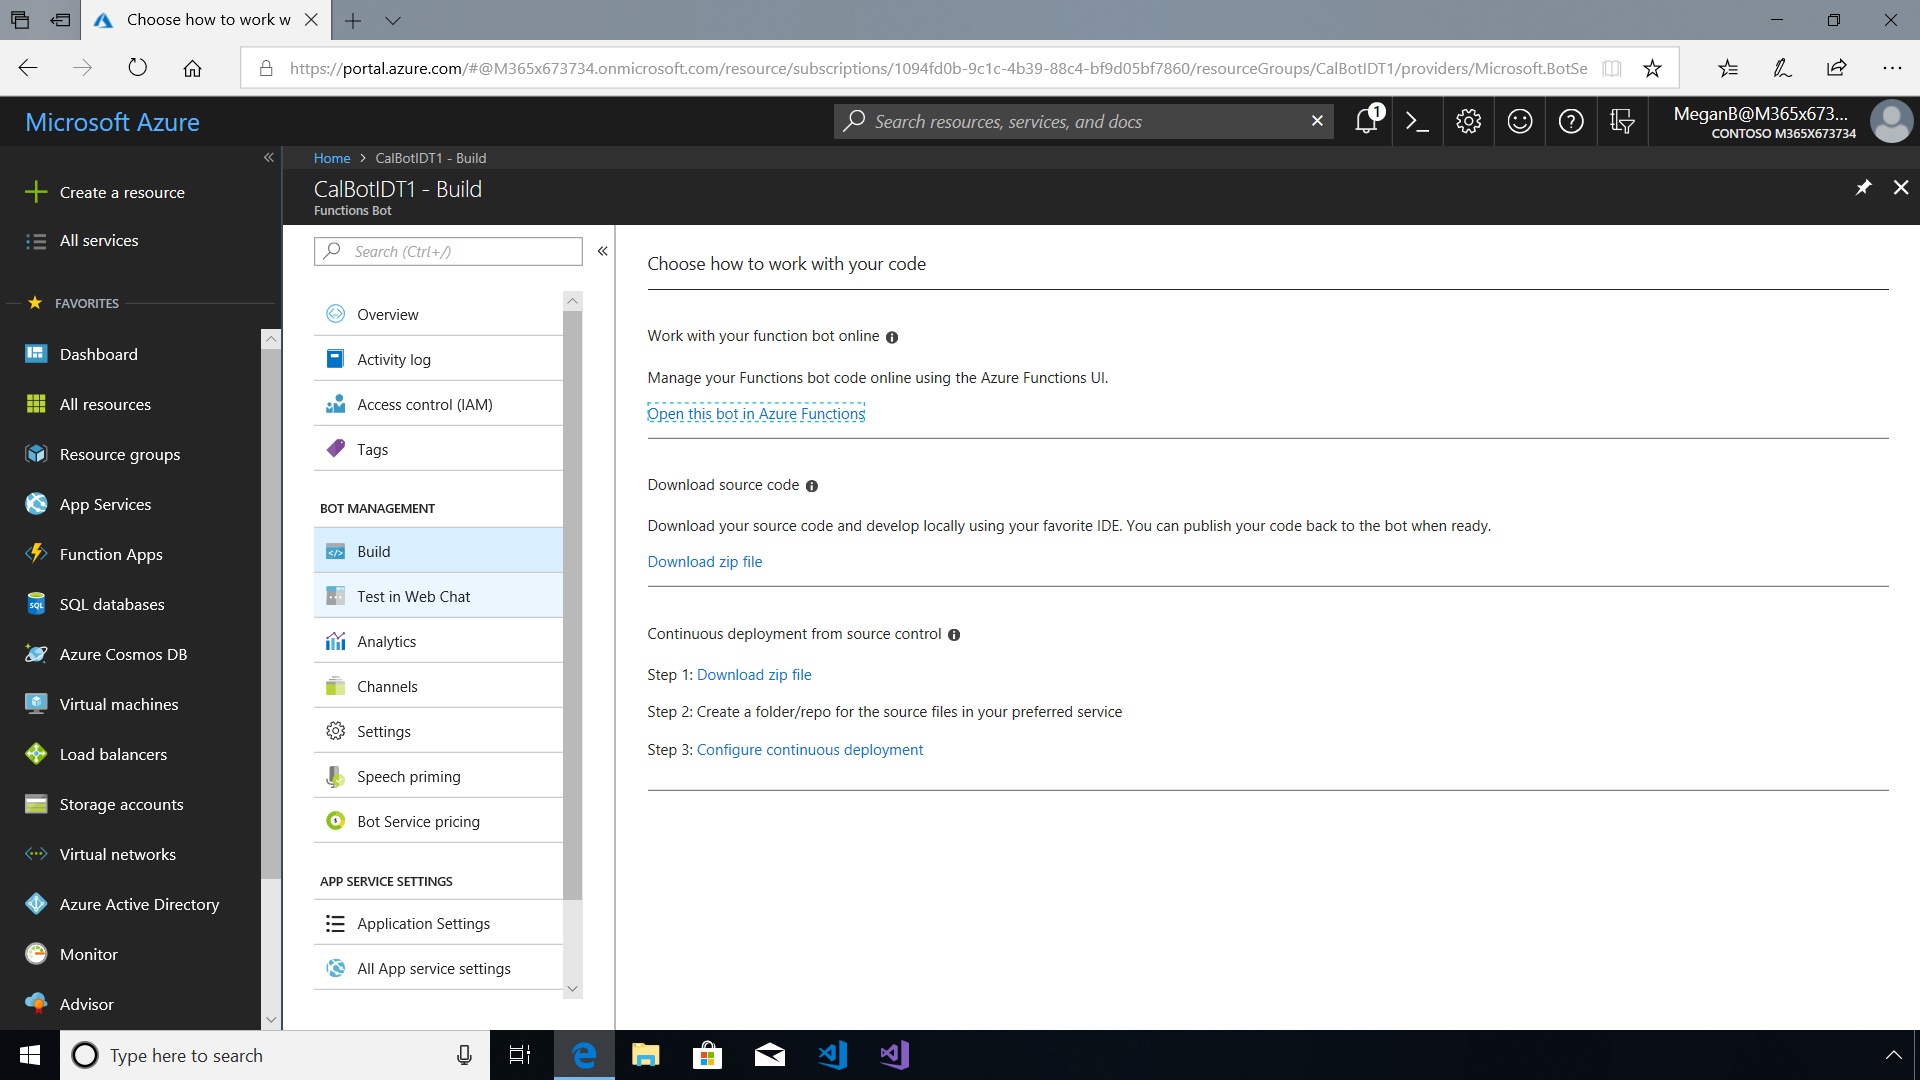 Choose how to work w
https://portal.azure.com/#@M365x673734.onmicrosoft.com/resource/subscriptions/1094fd0b-9c1c-4b39-88c4-bf9d05bf7860/resourceGroups/CalBotIDT1/providers/Microsoft.BotSe
Microsoft Azure
Search resources, services, and docs
1
MeganB@M365x673...
CONTOSO M365X673734
Home > CalBotIDT1 - Build
CalBotIDT1 - Build
Functions Bot
Create a resource
All services
FAVORITES
Dashboard
All resources
Resource groups
App Services
Function Apps
SQL databases
Azure Cosmos DB
Virtual machines
Load balancers
Storage accounts
Virtual networks
Azure Active Directory
Monitor
Advisor
Search (Ctrl+/)
Overview
Activity log
Access control (IAM)
Tags
BOT MANAGEMENT
Build
Test in Web Chat
Analytics
Channels
Settings
Speech priming
Bot Service pricing
APP SERVICE SETTINGS
Application Settings
All App service settings
Choose how to work with your code
Work with your function bot online
Manage your Functions bot code online using the Azure Functions UI.
Open this bot in Azure Functions
Download source code
Download your source code and develop locally using your favorite IDE. You can publish your code back to the bot when ready.
Download zip file
Continuous deployment from source control
Step 1: Download zip file
Step 2: Create a folder/repo for the source files in your preferred service
Step 3: Configure continuous deployment
Type here to search